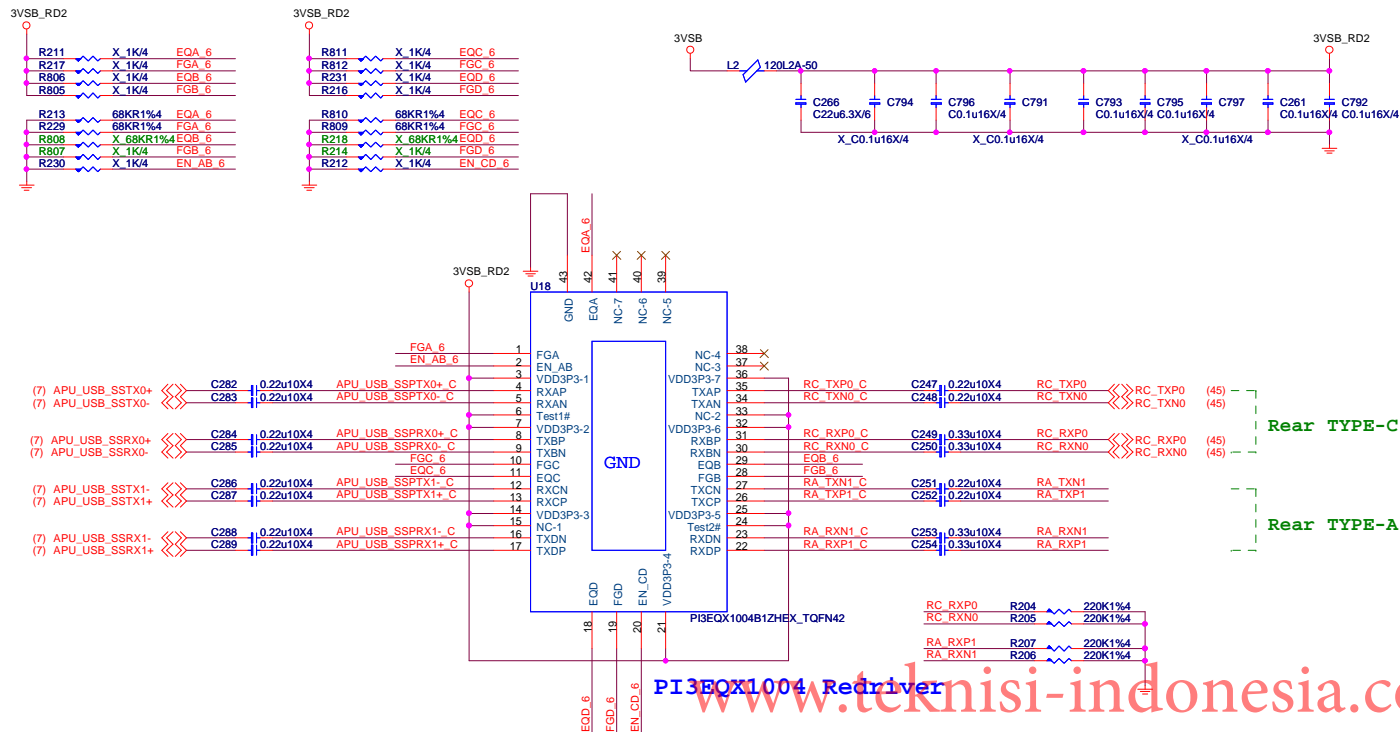 3VSB_RD2
R211 X_1K/4 EQA_6
R217 X_1K/4 FGA_6
R806 X_1K/4 EQB_6
R805 X_1K/4 FGB_6
R213 68KR1%4 EQA_6
R229 68KR1%4 FGA_6
R808 X_68KR1%4 EQB_6
R807 X_1K/4 FGB_6
R230 X_1K/4 EN_AB_6
3VSB_RD2
R811 X_1K/4 EQC_6
R812 X_1K/4 FGC_6
R231 X_1K/4 EQD_6
R216 X_1K/4 FGD_6
R810 68KR1%4 EQC_6
R809 68KR1%4 FGC_6
R218 X_68KR1%4 EQD_6
R214 X_1K/4 FGD_6
R212 X_1K/4 EN_CD_6
3VSB
3VSB_RD2
L2 120L2A-50
C266 C794 C796 C791 C793 C795 C797 C261 C792
C22u6.3X/6 C0.1u16X/4 C0.1u16X/4 C0.1u16X/4 C0.1u16X/4 C0.1u16X/4 C0.1u16X/4
X_C0.1u16X/4 X_C0.1u16X/4 X_C0.1u16X/4
EQA_6
3VSB_RD2
43 42 41 40 39
U18
GND EQA NC-7 NC-6 NC-5
FGA_6 1 FGA NC-4 38
EN_AB_6 2 EN_AB NC-3 37
3 VDD3P3-1 VDD3P3-7 36
(7) APU_USB_SSTX0+ C282 0.22u10X4 APU_USB_SSPTX0+_C 4 RXAP TXAP 35 RC_TXP0_C C247 0.22u10X4 RC_TXP0 RC_TXP0 (45)
(7) APU_USB_SSTX0- C283 0.22u10X4 APU_USB_SSPTX0-_C 5 RXAN TXAN 34 RC_TXN0_C C248 0.22u10X4 RC_TXN0 RC_TXN0 (45)
6 Test1# NC-2 33
7 VDD3P3-2 VDD3P3-6 32
(7) APU_USB_SSRX0+ C284 0.22u10X4 APU_USB_SSPRX0+_C 8 TXBP RXBP 31 RC_RXP0_C C249 0.33u10X4 RC_RXP0 RC_RXP0 (45)
(7) APU_USB_SSRX0- C285 0.22u10X4 APU_USB_SSPRX0-_C 9 TXBN RXBN 30 RC_RXN0_C C250 0.33u10X4 RC_RXN0 RC_RXN0 (45)
Rear TYPE-C
FGC_6 10 FGC EQB 29 EQB_6
EQC_6 11 EQC FGB 28 FGB_6
GND
(7) APU_USB_SSTX1- C286 0.22u10X4 APU_USB_SSPTX1-_C 12 RXCN TXCN 27 RA_TXN1_C C251 0.22u10X4 RA_TXN1
(7) APU_USB_SSTX1+ C287 0.22u10X4 APU_USB_SSPTX1+_C 13 RXCP TXCP 26 RA_TXP1_C C252 0.22u10X4 RA_TXP1
14 VDD3P3-3 VDD3P3-5 25
15 NC-1 Test2# 24
Rear TYPE-A
(7) APU_USB_SSRX1- C288 0.22u10X4 APU_USB_SSPRX1-_C 16 TXDN RXDN 23 RA_RXN1_C C253 0.33u10X4 RA_RXN1
(7) APU_USB_SSRX1+ C289 0.22u10X4 APU_USB_SSPRX1+_C 17 TXDP RXDP 22 RA_RXP1_C C254 0.33u10X4 RA_RXP1
EQD FGD EN_CD VDD3P3-4
18 19 20 21
PI3EQX1004B1ZHEX_TQFN42
EQD_6 FGD_6 EN_CD_6
RC_RXP0 R204 220K1%4
RC_RXN0 R205 220K1%4
RA_RXP1 R207 220K1%4
RA_RXN1 R206 220K1%4
PI3EQX1004 Redriver
www.teknisi-indonesia.co